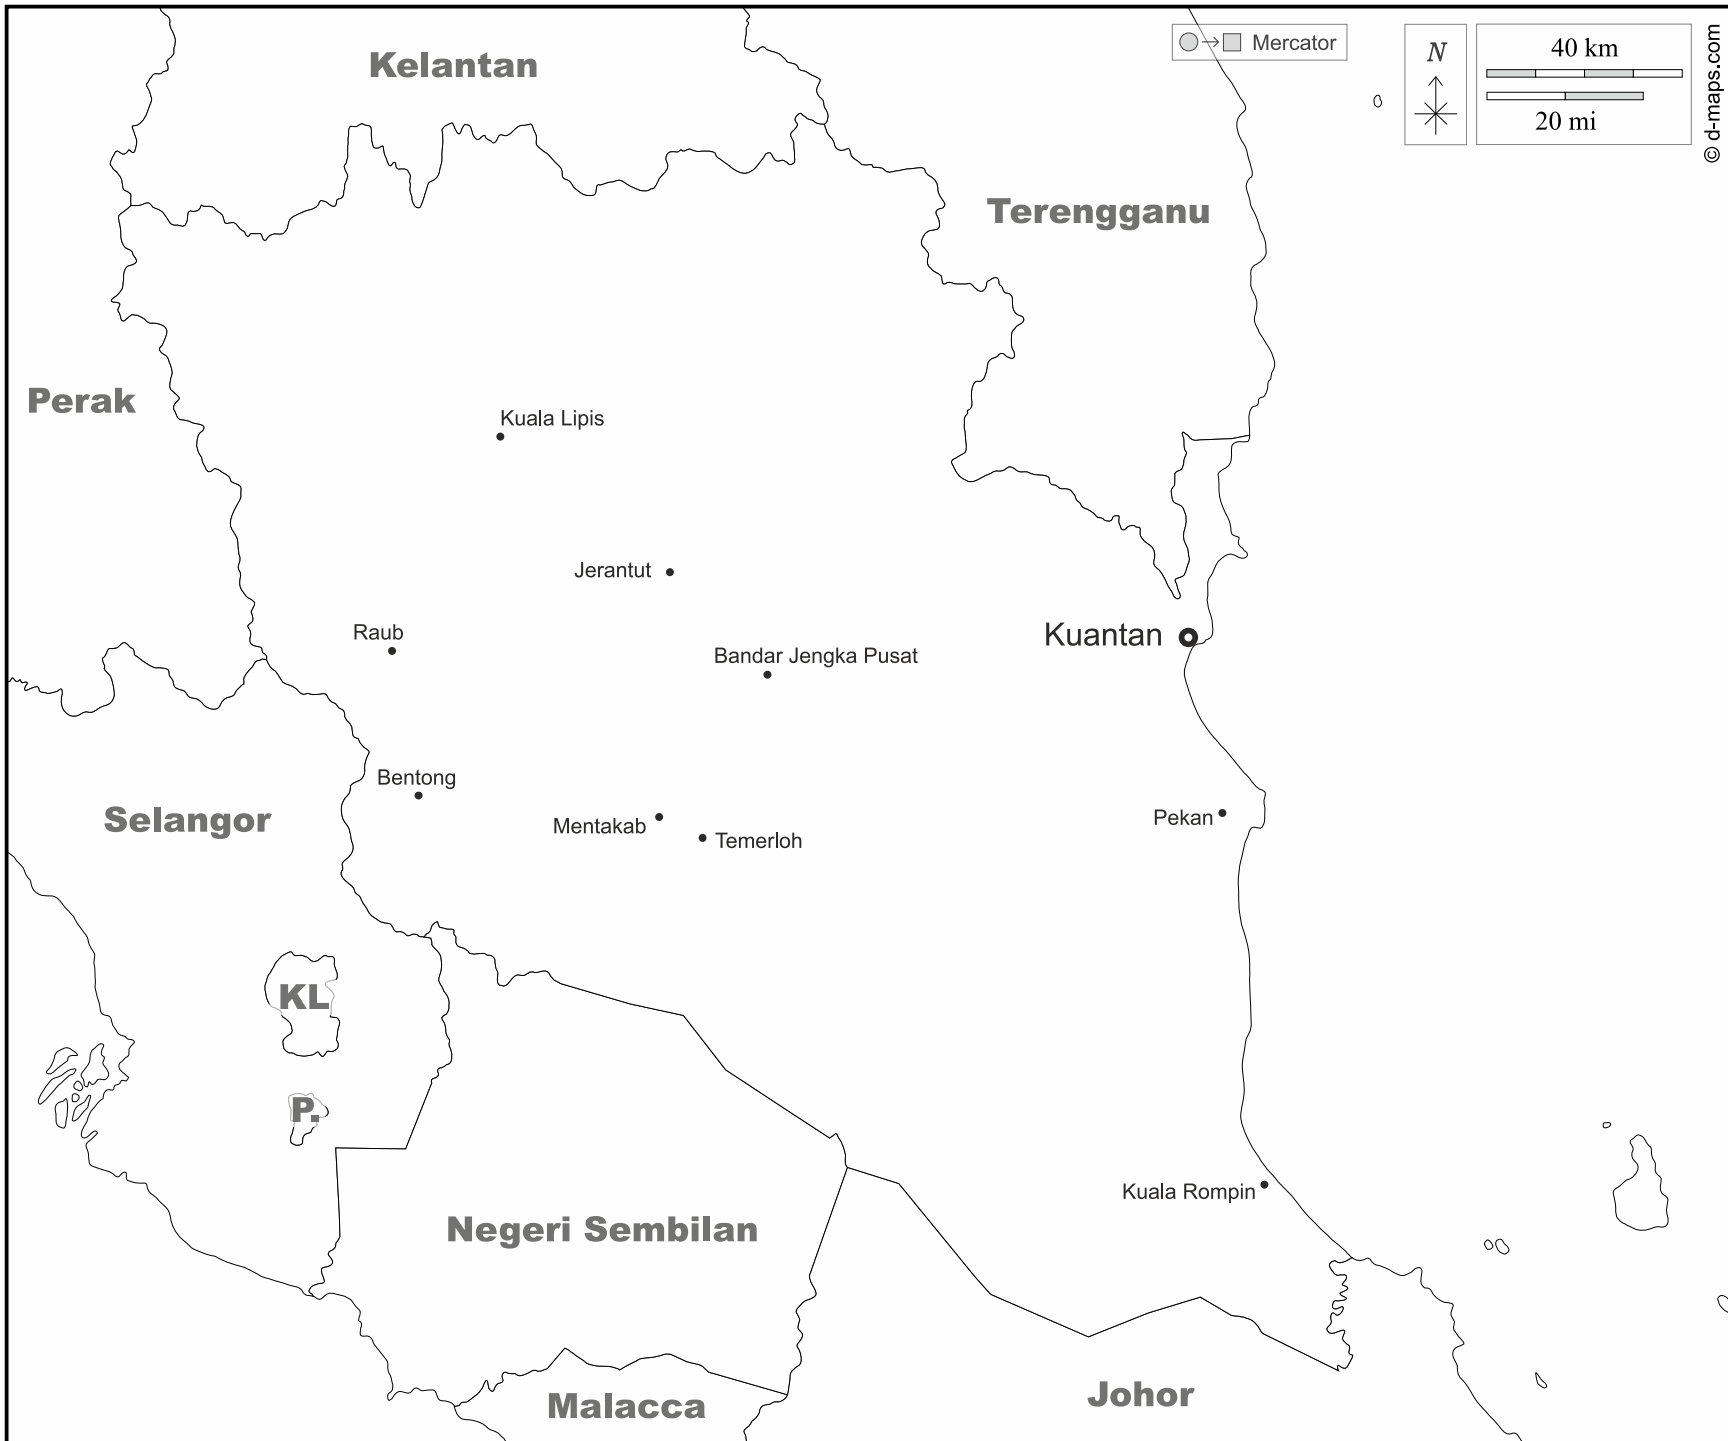 Mercator
N
40 km
20 mi
© d-maps.com
Kelantan
Terengganu
Perak
Kuala Lipis
Jerantut
Raub
Kuantan
Bandar Jengka Pusat
Bentong
Selangor
Mentakab
Temerloh
Pekan
KL
P.
Kuala Rompin
Negeri Sembilan
Malacca
Johor